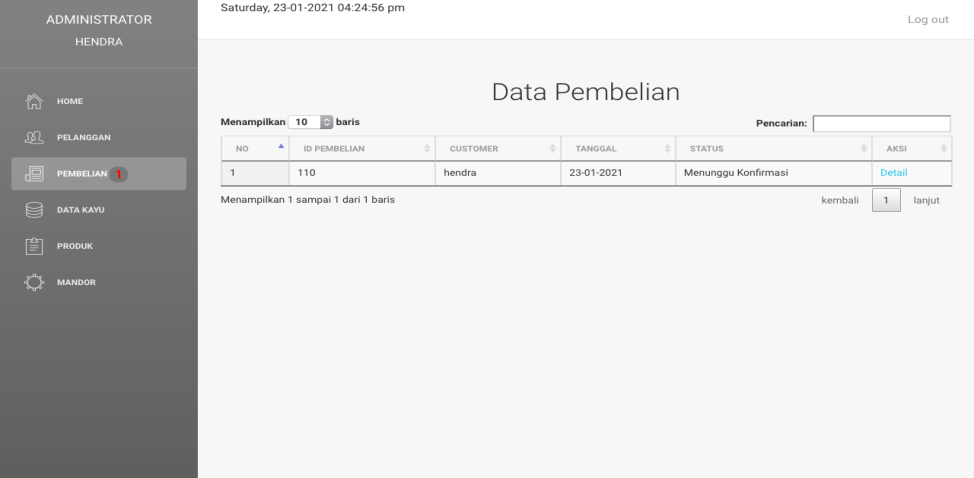 ADMINISTRATOR
HENDRA
HOME
PELANGGAN
PEMBELIAN 1
DATA KAYU
PRODUK
MANDOR
Saturday, 23-01-2021 04:24:56 pm
Log out
Data Pembelian
Menampilkan 10 baris
Pencarian:
NO ID PEMBELIAN CUSTOMER TANGGAL STATUS AKSI
1 110 hendra 23-01-2021 Menunggu Konfirmasi Detail
Menampilkan 1 sampai 1 dari 1 baris
kembali 1 lanjut